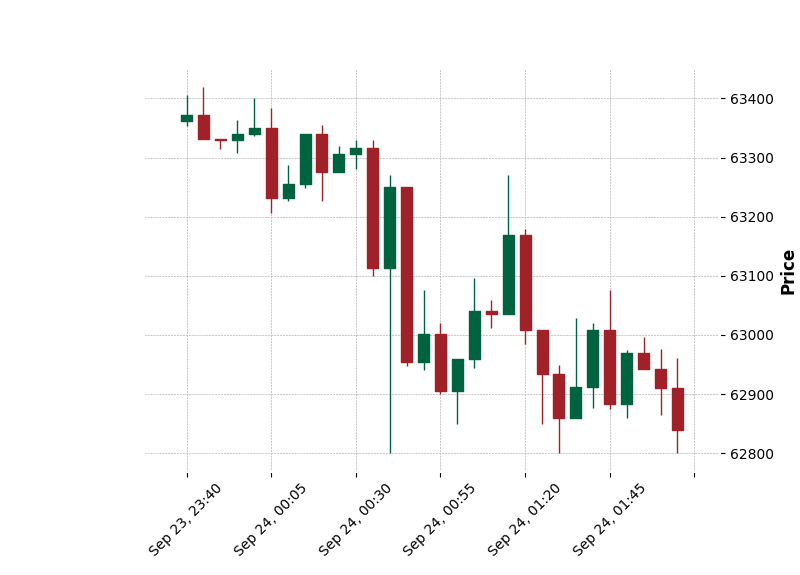 63400
63300
63200
63100
63000
62900
62800
Price
Sep 23, 23:40
Sep 24, 00:05
Sep 24, 00:30
Sep 24, 00:55
Sep 24, 01:20
Sep 24, 01:45